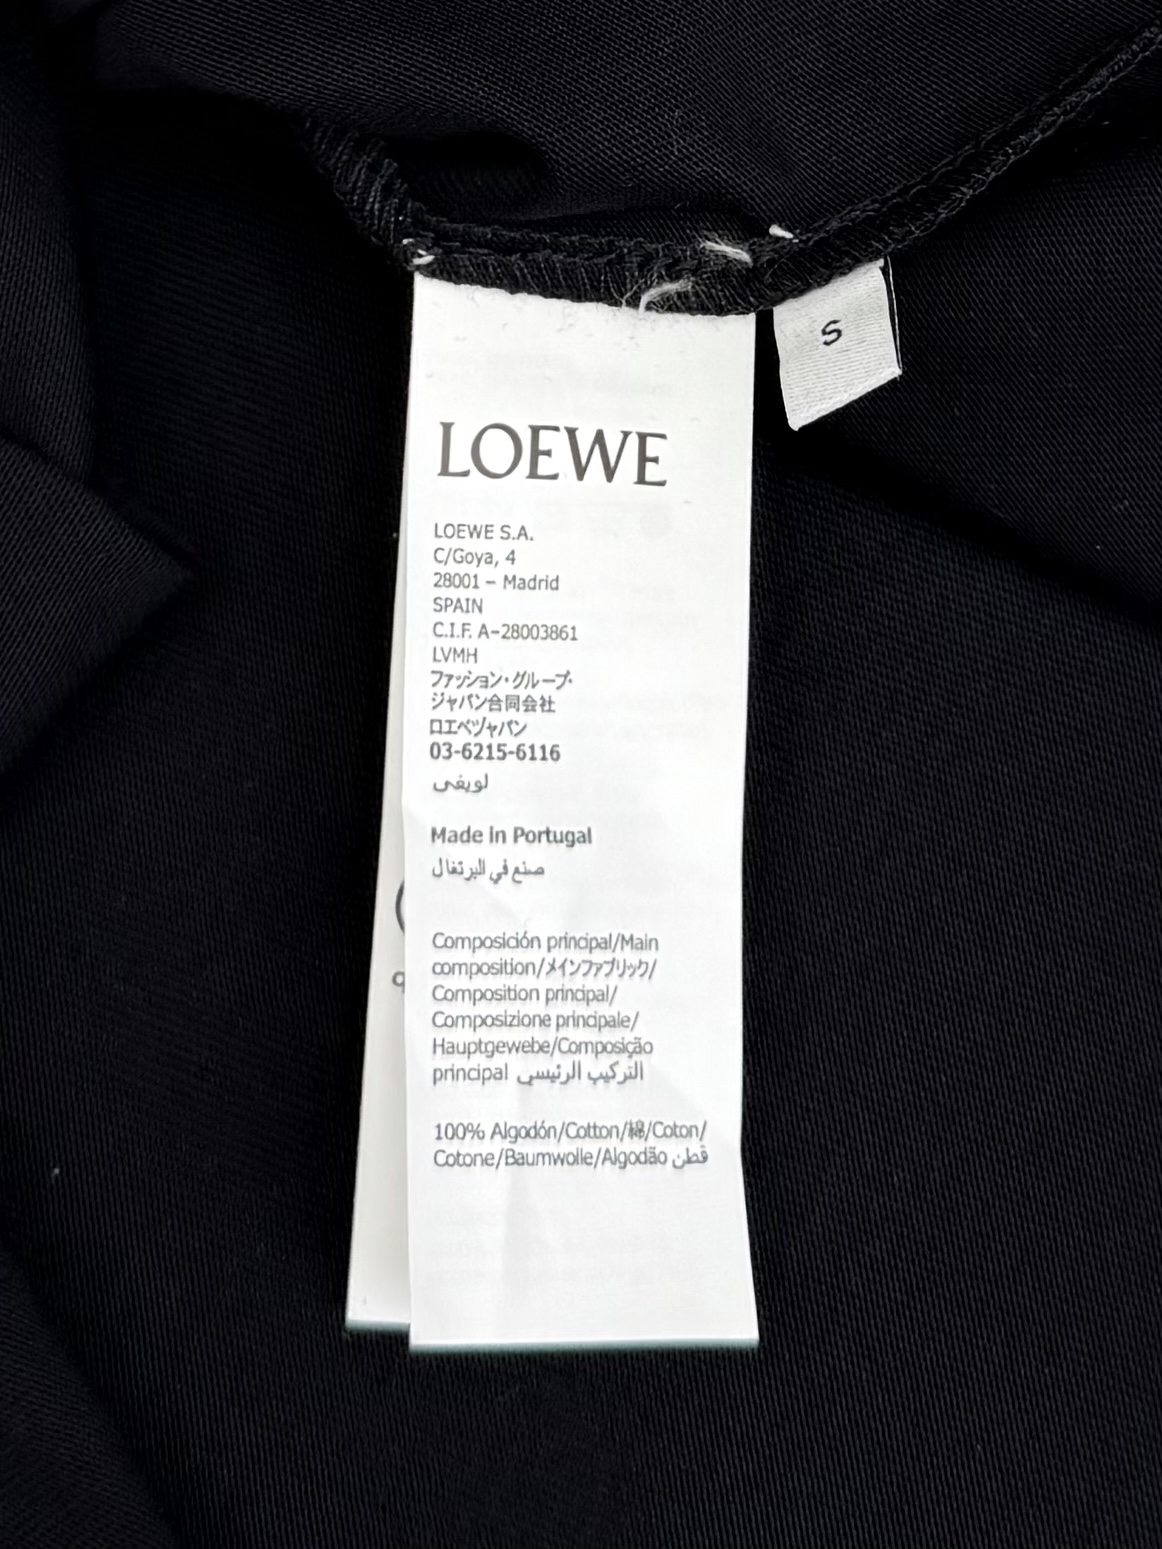 S
LOEWE
LOEWE S.A.
C/Goya, 4
28001 – Madrid
SPAIN
C.I.F. A-28003861
LVMH
ファッション・グループ・
ジャパン合同会社
ロエベジャパン
03-6215-6116
لويفي
Made in Portugal
صنع في البرتغال
Composición principal/Main
composition/メインファブリック/
Composition principal/
Composizione principale/
Hauptgewebe/Composição
principal التركيب الرئيسي
100% Algodón/Cotton/綿/Coton/
Cotone/Baumwolle/Algodão قطن